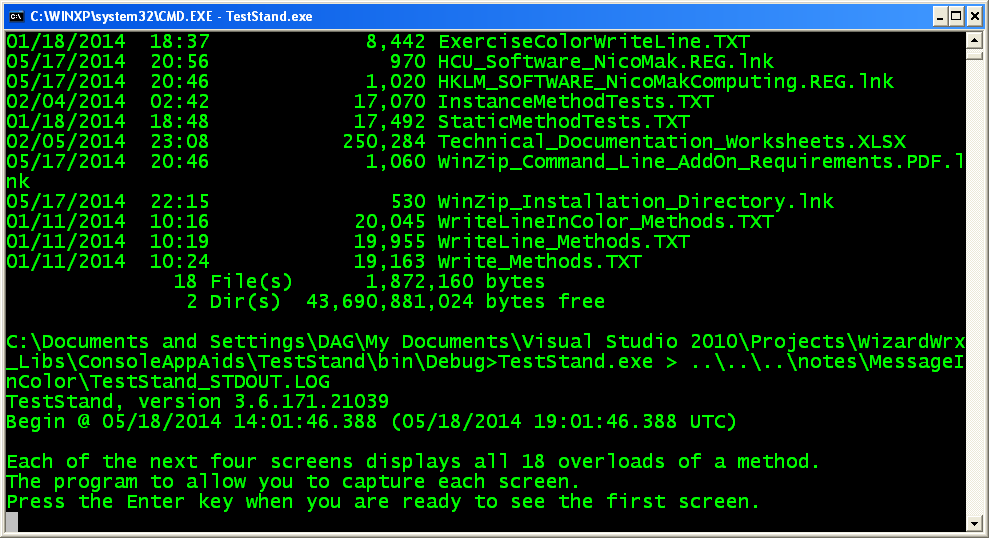 C:\WINXP\system32\CMD.EXE - TestStand.exe
01/18/2014  18:37             8,442 ExerciseColorWriteLine.TXT
05/17/2014  20:56               970 HCU_Software_NicoMak.REG.lnk
05/17/2014  20:46             1,020 HKLM_SOFTWARE_NicoMakComputing.REG.lnk
02/04/2014  02:42            17,070 InstanceMethodTests.TXT
01/18/2014  18:48            17,492 StaticMethodTests.TXT
02/05/2014  23:08           250,284 Technical_Documentation_Worksheets.XLSX
05/17/2014  20:46             1,060 WinZip_Command_Line_AddOn_Requirements.PDF.l
nk
05/17/2014  22:15               530 WinZip_Installation_Directory.lnk
01/11/2014  10:16            20,045 WriteLineInColor_Methods.TXT
01/11/2014  10:19            19,955 WriteLine_Methods.TXT
01/11/2014  10:24            19,163 Write_Methods.TXT
              18 File(s)      1,872,160 bytes
               2 Dir(s)  43,690,881,024 bytes free
C:\Documents and Settings\DAG\My Documents\Visual Studio 2010\Projects\WizardWrx
_Libs\ConsoleAppAids\TestStand\bin\Debug>TestStand.exe > ..\..\..\notes\MessageI
nColor\TestStand_STDOUT.LOG
TestStand, version 3.6.171.21039
Begin @ 05/18/2014 14:01:46.388 (05/18/2014 19:01:46.388 UTC)
Each of the next four screens displays all 18 overloads of a method.
The program to allow you to capture each screen.
Press the Enter key when you are ready to see the first screen.